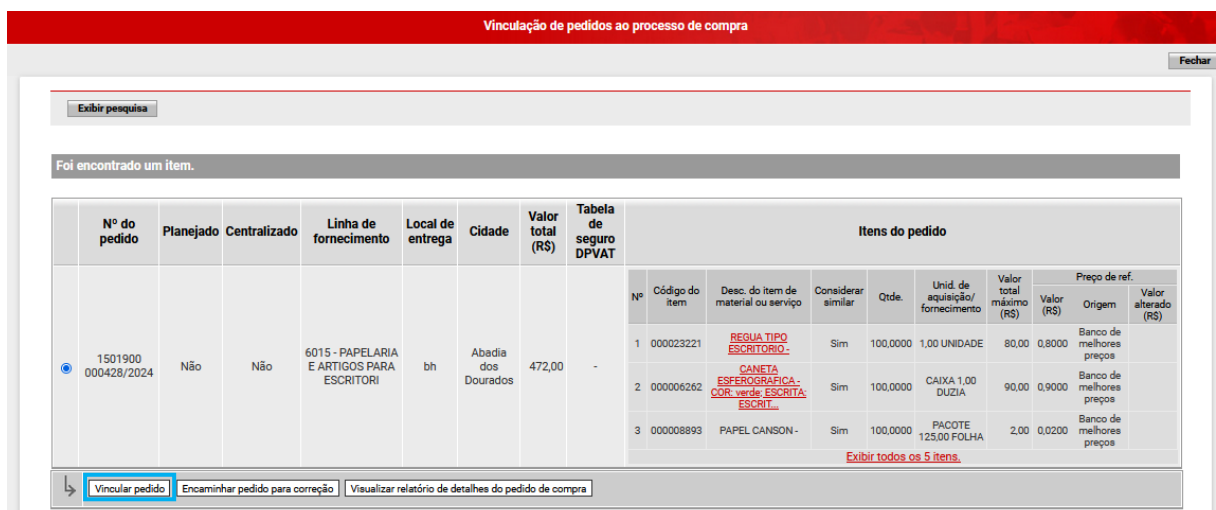 Vinculação de pedidos ao processo de compra
Fechar
Exibir pesquisa
Foi encontrado um item.
Nº do pedido
Planejado
Centralizado
Linha de fornecimento
Local de entrega
Cidade
Valor total (R$)
Tabela de seguro DPVAT
Itens do pedido
1501900 000428/2024
Não
Não
6015 - PAPELARIA E ARTIGOS PARA ESCRITORI
bh
Abadia dos Dourados
472,00
-
Nº
Código do item
Desc. do item de material ou serviço
Considerar similar
Qtde.
Unid. de aquisição/ fornecimento
Valor total máximo (R$)
Preço de ref.
Valor (R$)
Origem
Valor alterado (R$)
1 000023221 REGUA TIPO ESCRITORIO - Sim 100,0000 1,00 UNIDADE 80,00 0,8000 Banco de melhores preços
2 000006262 CANETA ESFEROGRAFICA - COR: verde; ESCRITA: ESCRIT... Sim 100,0000 CAIXA 1,00 DUZIA 90,00 0,9000 Banco de melhores preços
3 000008893 PAPEL CANSON - Sim 100,0000 PACOTE 125,00 FOLHA 2,00 0,0200 Banco de melhores preços
Exibir todos os 5 itens.
Vincular pedido
Encaminhar pedido para correção
Visualizar relatório de detalhes do pedido de compra